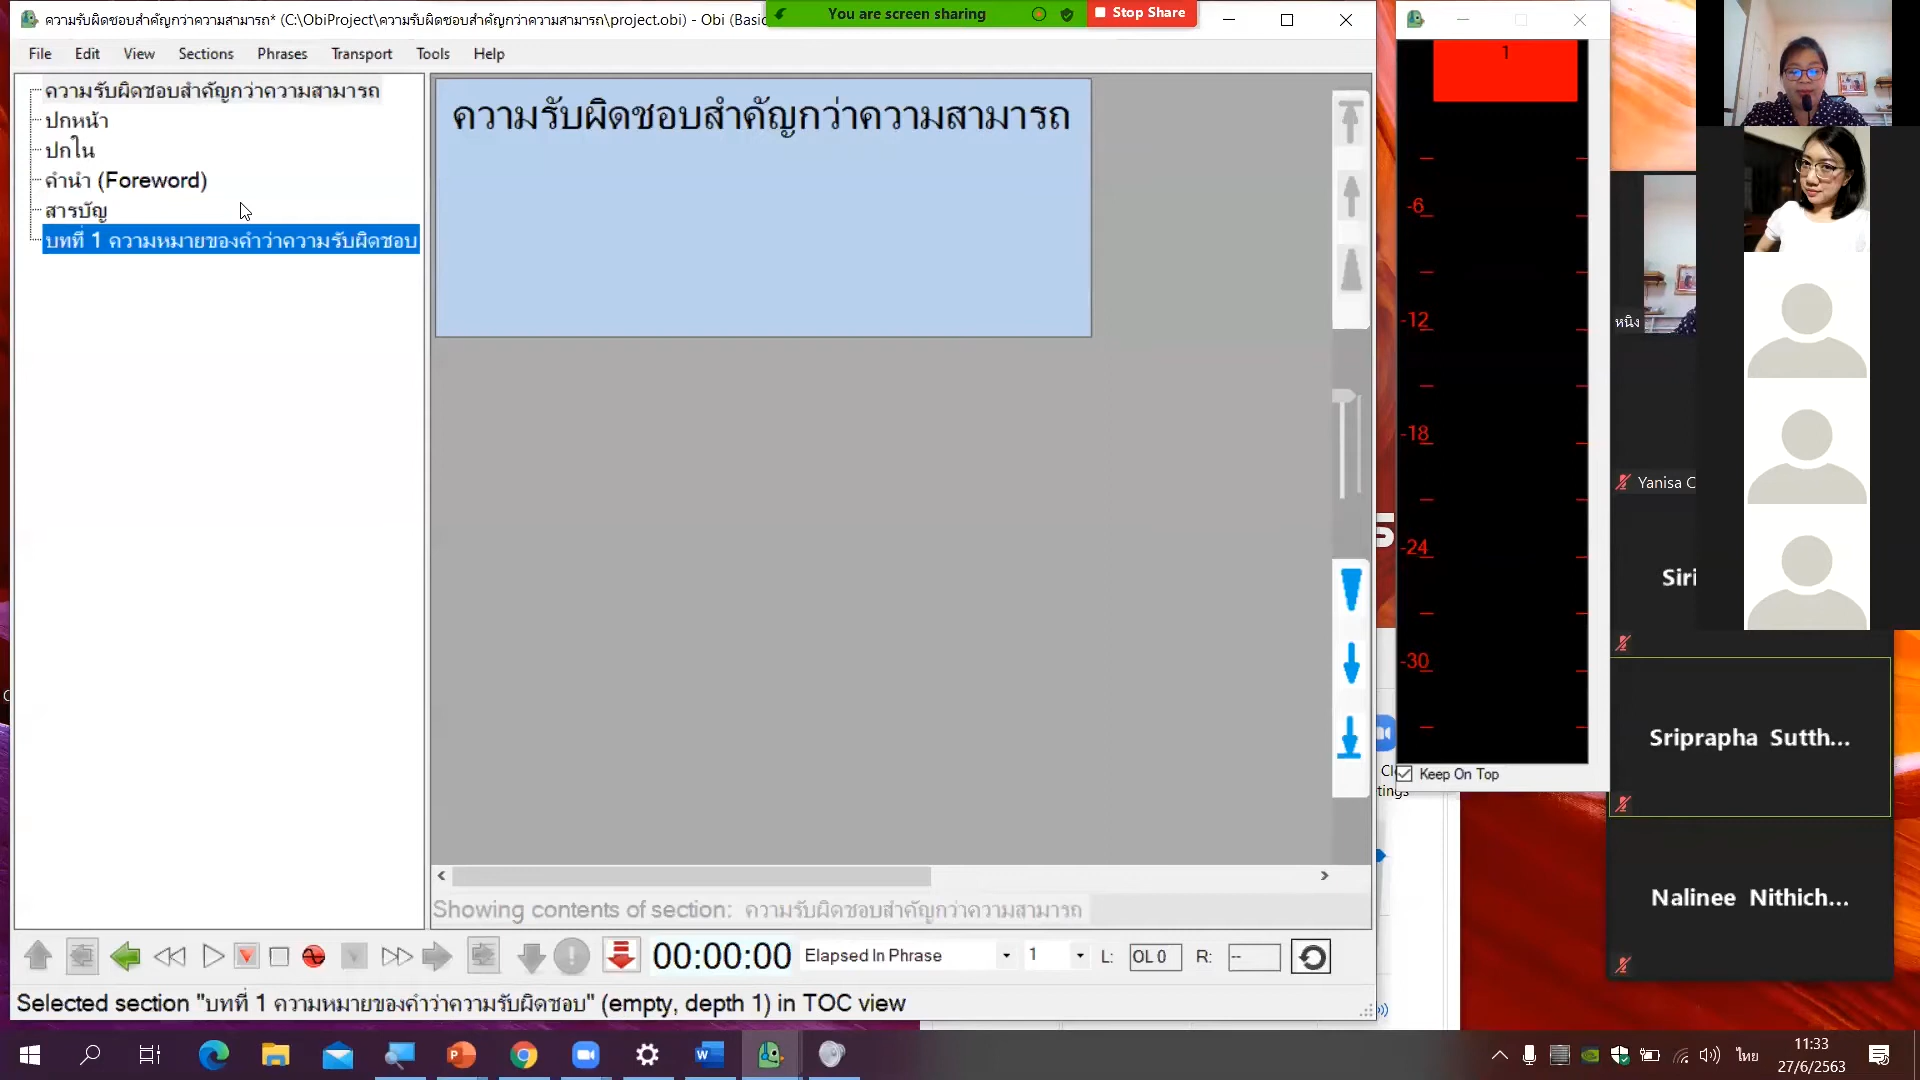 ความรับผิดชอบสำคัญกว่าความสามารถ* (C:\ObiProject\ความรับผิดชอบสำคัญกว่าความสามารถ\project.obi) - Obi (Basic
You are screen sharing
Stop Share
File Edit View Sections Phrases Transport Tools Help
ความรับผิดชอบสำคัญกว่าความสามารถ
ปกหน้า
ปกใน
คำนำ (Foreword)
สารบัญ
บทที่ 1 ความหมายของคำว่าความรับผิดชอบ
ความรับผิดชอบสำคัญกว่าความสามารถ
Showing contents of section: ความรับผิดชอบสำคัญกว่าความสามารถ
00:00:00 Elapsed In Phrase 1 L: OL 0 R: --
Selected section "บทที่ 1 ความหมายของคำว่าความรับผิดชอบ" (empty, depth 1) in TOC view
1
-6
-12
-18
-24
-30
Keep On Top
tings
หนิง
Yanisa C
Siri
Sriprapha Sutth...
Nalinee Nithich...
ไทย
11:33
27/6/2563